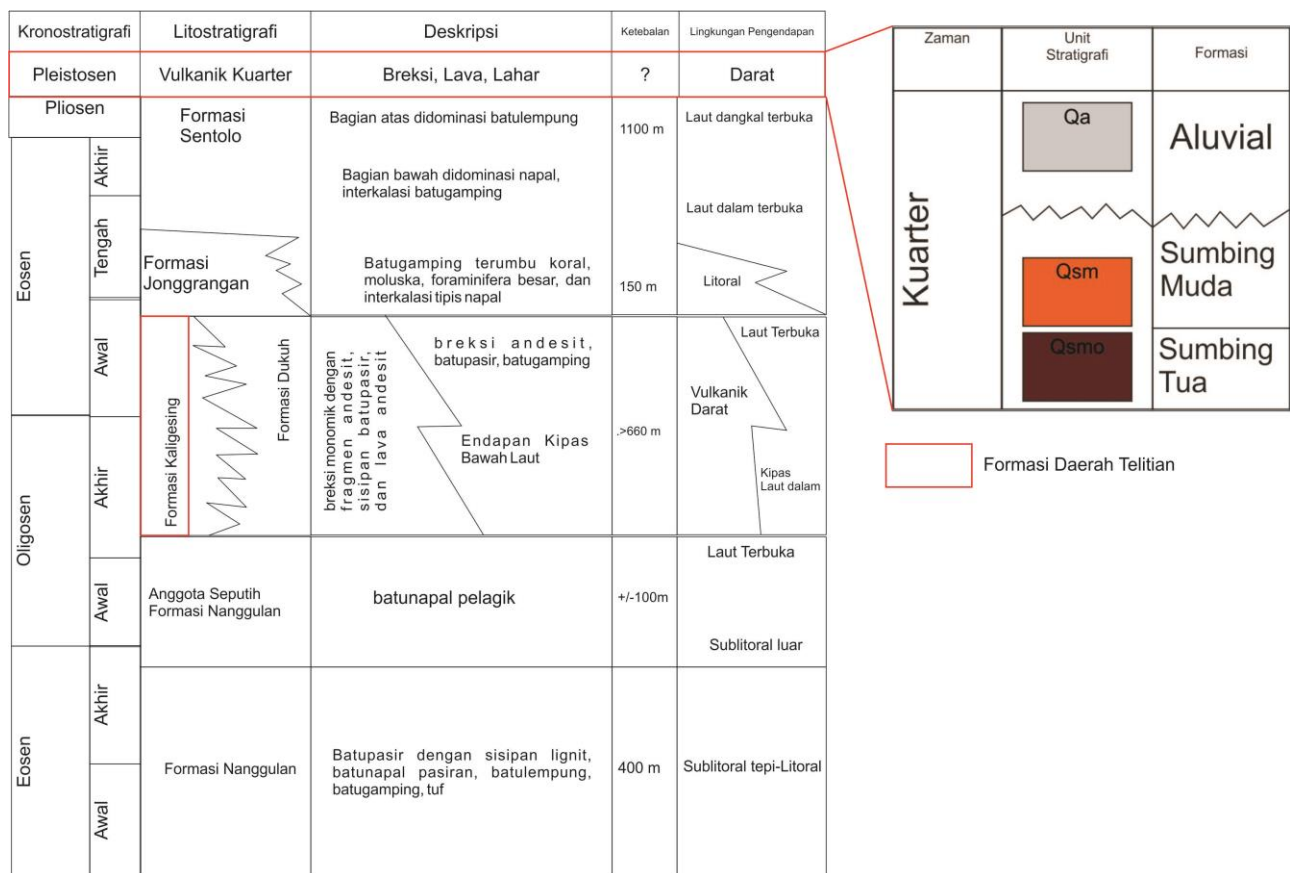 Kronostratigrafi
Litostratigrafi
Deskripsi
Ketebalan
Lingkungan Pengendapan
Pleistosen
Vulkanik Kuarter
Breksi, Lava, Lahar
?
Darat
Pliosen
Formasi
Sentolo
Bagian atas didominasi batulempung
1100 m
Laut dangkal terbuka
Eosen
Akhir
Bagian bawah didominasi napal,
interkalasi batugamping
Laut dalam terbuka
Tengah
Formasi
Jonggrangan
Batugamping terumbu koral,
moluska, foraminifera besar, dan
interkalasi tipis napal
150 m
Litoral
Awal
Formasi Kaligesing
Formasi Dukuh
breksi monomik dengan
fragmen andesit,
sisipan batupasir,
dan lava andesit
breksi andesit,
batupasir, batugamping
Endapan Kipas
Bawah Laut
.>660 m
Laut Terbuka
Vulkanik
Darat
Kipas
Laut dalam
Oligosen
Akhir
Awal
Anggota Seputih
Formasi Nanggulan
batunapal pelagik
+/-100m
Laut Terbuka
Sublitoral luar
Eosen
Akhir
Awal
Formasi Nanggulan
Batupasir dengan sisipan lignit,
batunapal pasiran, batulempung,
batugamping, tuf
400 m
Sublitoral tepi-Litoral
Zaman
Unit
Stratigrafi
Formasi
Kuarter
Qa
Aluvial
Qsm
Sumbing
Muda
Qsmo
Sumbing
Tua
Formasi Daerah Telitian